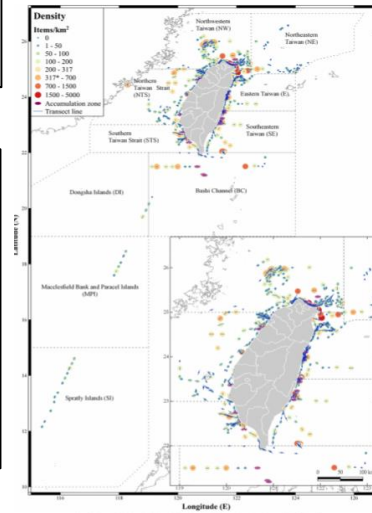 Density
Items/km²
0
1 - 50
50 - 100
100 - 200
200 - 317
317* - 700
700 - 1500
1500 - 5000
Accumulation zone
Transect line
Northwestern
Taiwan (NW)
Northeastern
Taiwan (NE)
Northern
Taiwan Strait
(NTS)
Eastern Taiwan (E)
Southern
Taiwan Strait (STS)
Southeastern
Taiwan (SE)
Dongsha Islands (DI)
Bashi Channel (BC)
Macclesfield Bank and Paracel Islands
(MPI)
Spratly Islands (SI)
Latitude (N)
Longitude (E)